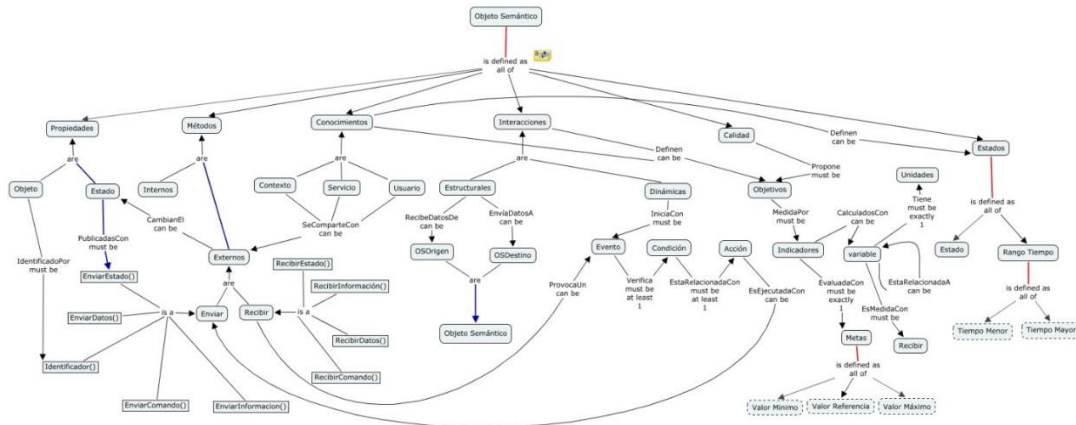 Objeto Semántico
is defined as
all of
Propiedades
Métodos
Conocimientos
Interacciones
Calidad
Definen
can be
Estados
are
are
are
are
Definen
can be
Propone
must be
Unidades
Objeto
Estado
Internos
Contexto
Servicio
Usuario
Estructurales
Dinámicas
Objetivos
Tiene
must be
exactly
1
is defined as
all of
CambianEl
can be
SeComparteCon
can be
RecibeDatosDe
can be
EnvíaDatosA
can be
IniciaCon
must be
MedidaPor
must be
CalculadosCon
can be
PublicadasCon
must be
Externos
OSOrigen
OSDestino
Evento
Condición
Acción
Indicadores
variable
Estado
Rango Tiempo
IdentificadoPor
must be
EnviarEstado()
RecibirEstado()
are
are
ProvocaUn
can be
Verifica
must be
at least
1
EstaRelacionadaCon
must be
at least
1
EsEjecutadaCon
can be
EvaluadaCon
must be
exactly
1
EstaRelacionadaA
can be
is defined as
all of
RecibirInformación()
EsMedidaCon
must be
EnviarDatos()
is a
Enviar
Recibir
is a
Objeto Semántico
Tiempo Menor
Tiempo Mayor
RecibirDatos()
Metas
Recibir
Identificador()
RecibirComando()
is defined as
all of
EnviarComando()
EnviarInformacion()
Valor Minimo
Valor Referencia
Valor Máximo